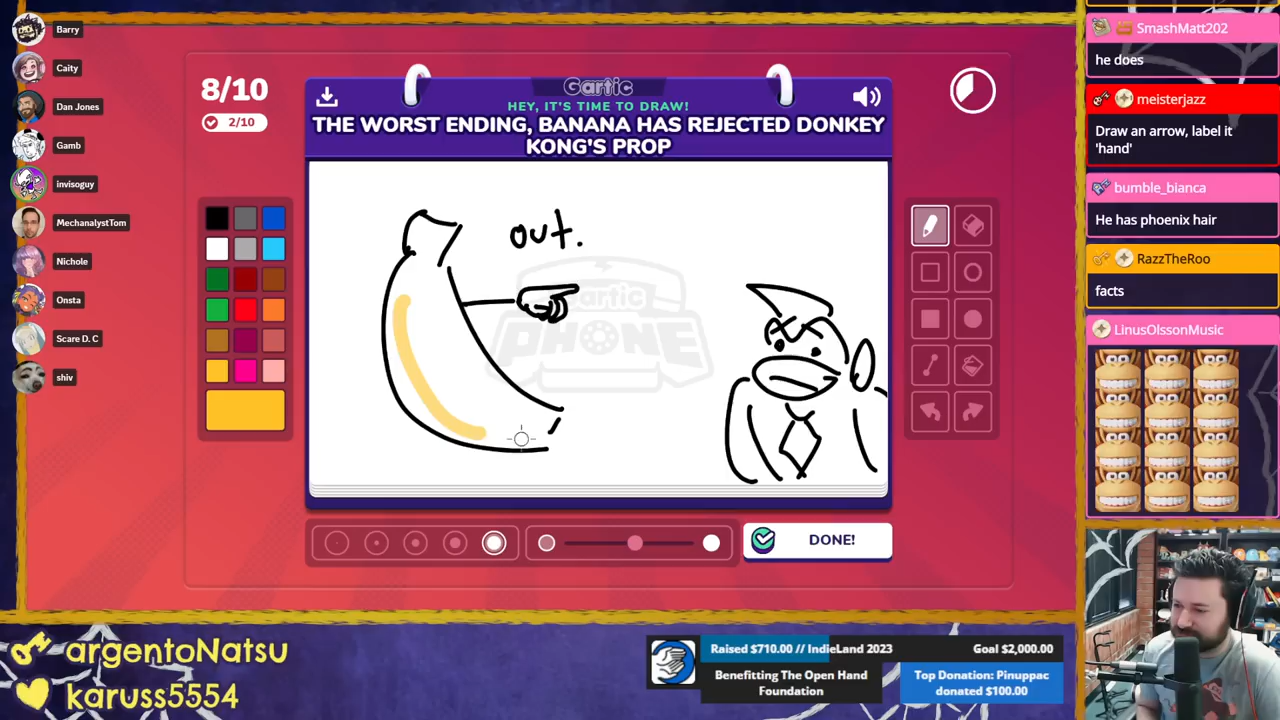 Barry
Caity
Dan Jones
Gamb
invisoguy
MechanalystTom
Nichole
Onsta
Scare D. C
shiv
8/10
2/10
Gartic
HEY, IT'S TIME TO DRAW!
THE WORST ENDING, BANANA HAS REJECTED DONKEY
KONG'S PROP
out.
Gartic
PHONE
DONE!
SmashMatt202
he does
meisterjazz
Draw an arrow, label it
'hand'
bumble_bianca
He has phoenix hair
RazzTheRoo
facts
LinusOlssonMusic
argentoNatsu
karuss5554
Raised $710.00 // IndieLand 2023
Goal $2,000.00
Benefitting The Open Hand
Foundation
Top Donation: Pinuppac
donated $100.00